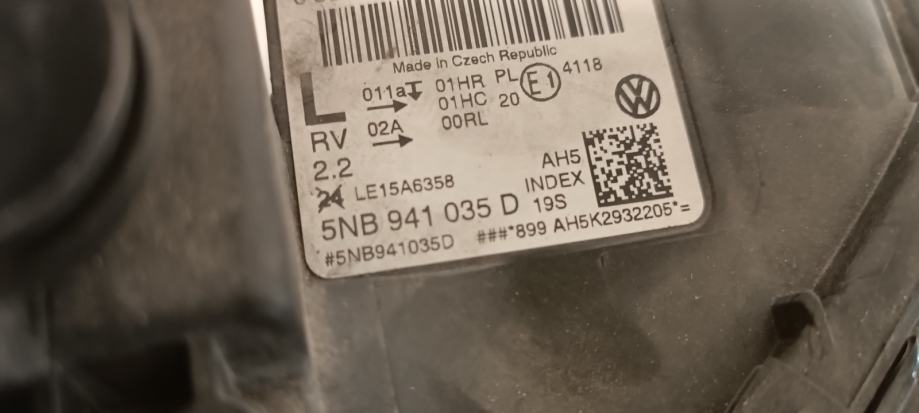 Made in Czech Republic
L 011a 01HR PL E1 4118
01HC 20
RV 02A 00RL
2.2
24 LE15A6358 AH5
INDEX
5NB 941 035 D 19S
#5NB941035D ###*899 AH5K2932205*=